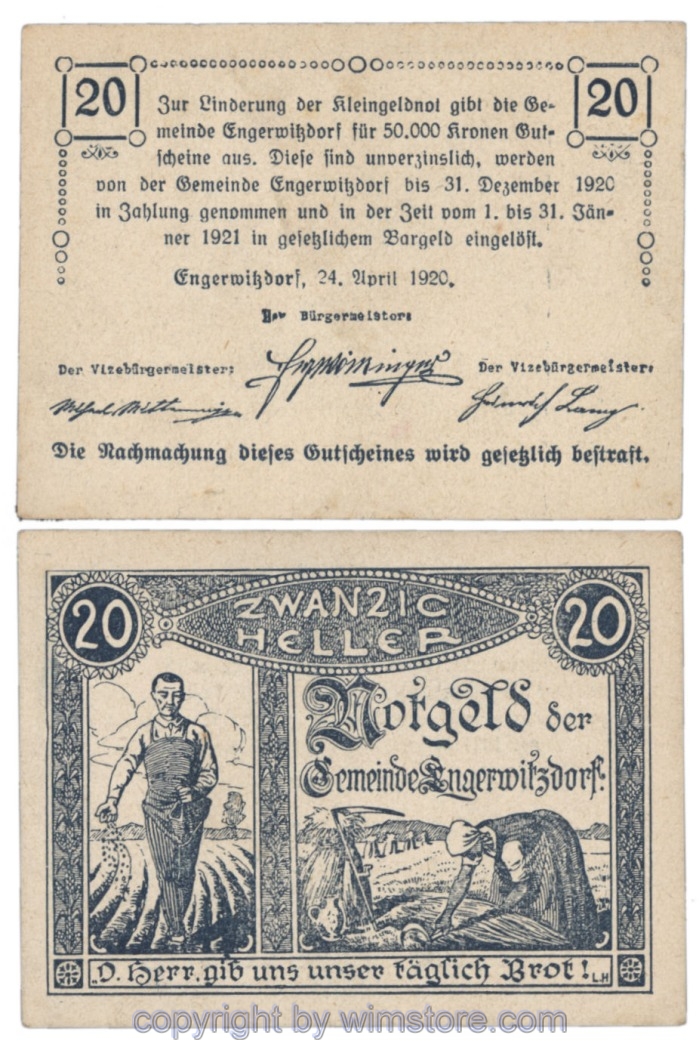 20
20
Zur Linderung der Kleingeldnot gibt die Ge-
meinde Engerwitzdorf für 50.000 Kronen Gut-
scheine aus. Diese sind unverzinslich, werden
von der Gemeinde Engerwitzdorf bis 31. Dezember 1920
in Zahlung genommen und in der Zeit vom 1. bis 31. Jän-
ner 1921 in gesetzlichem Bargeld eingelöst.
Engerwitzdorf, 24. April 1920.
Der Bürgermeister:
Der Vizebürgermeister:
Der Vizebürgermeister:
Heinrich Lang
Die Nachmachung dieses Gutscheines wird gesetzlich bestraft.
20
ZWANZIG
HELLER
20
Notgeld der
Gemeinde Engerwitzdorf.
„O. Herr. gib uns unser täglich Brot! L.H
copyright by wimstore.com